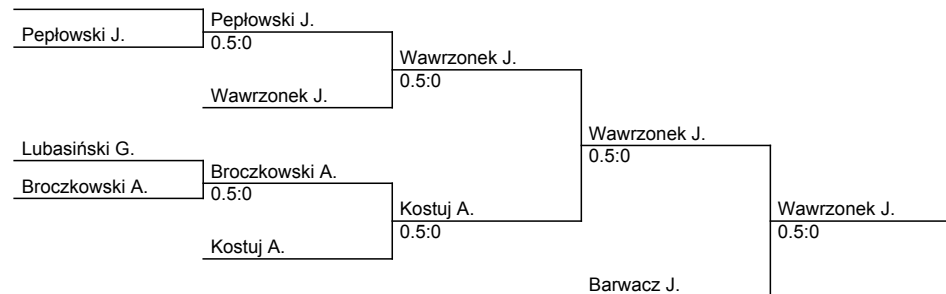 Pepłowski J.
Pepłowski J.
0.5:0
Wawrzonek J.
Wawrzonek J.
0.5:0
Lubasiński G.
Broczkowski A.
Broczkowski A.
0.5:0
Kostuj A.
Kostuj A.
0.5:0
Wawrzonek J.
0.5:0
Barwacz J.
Wawrzonek J.
0.5:0